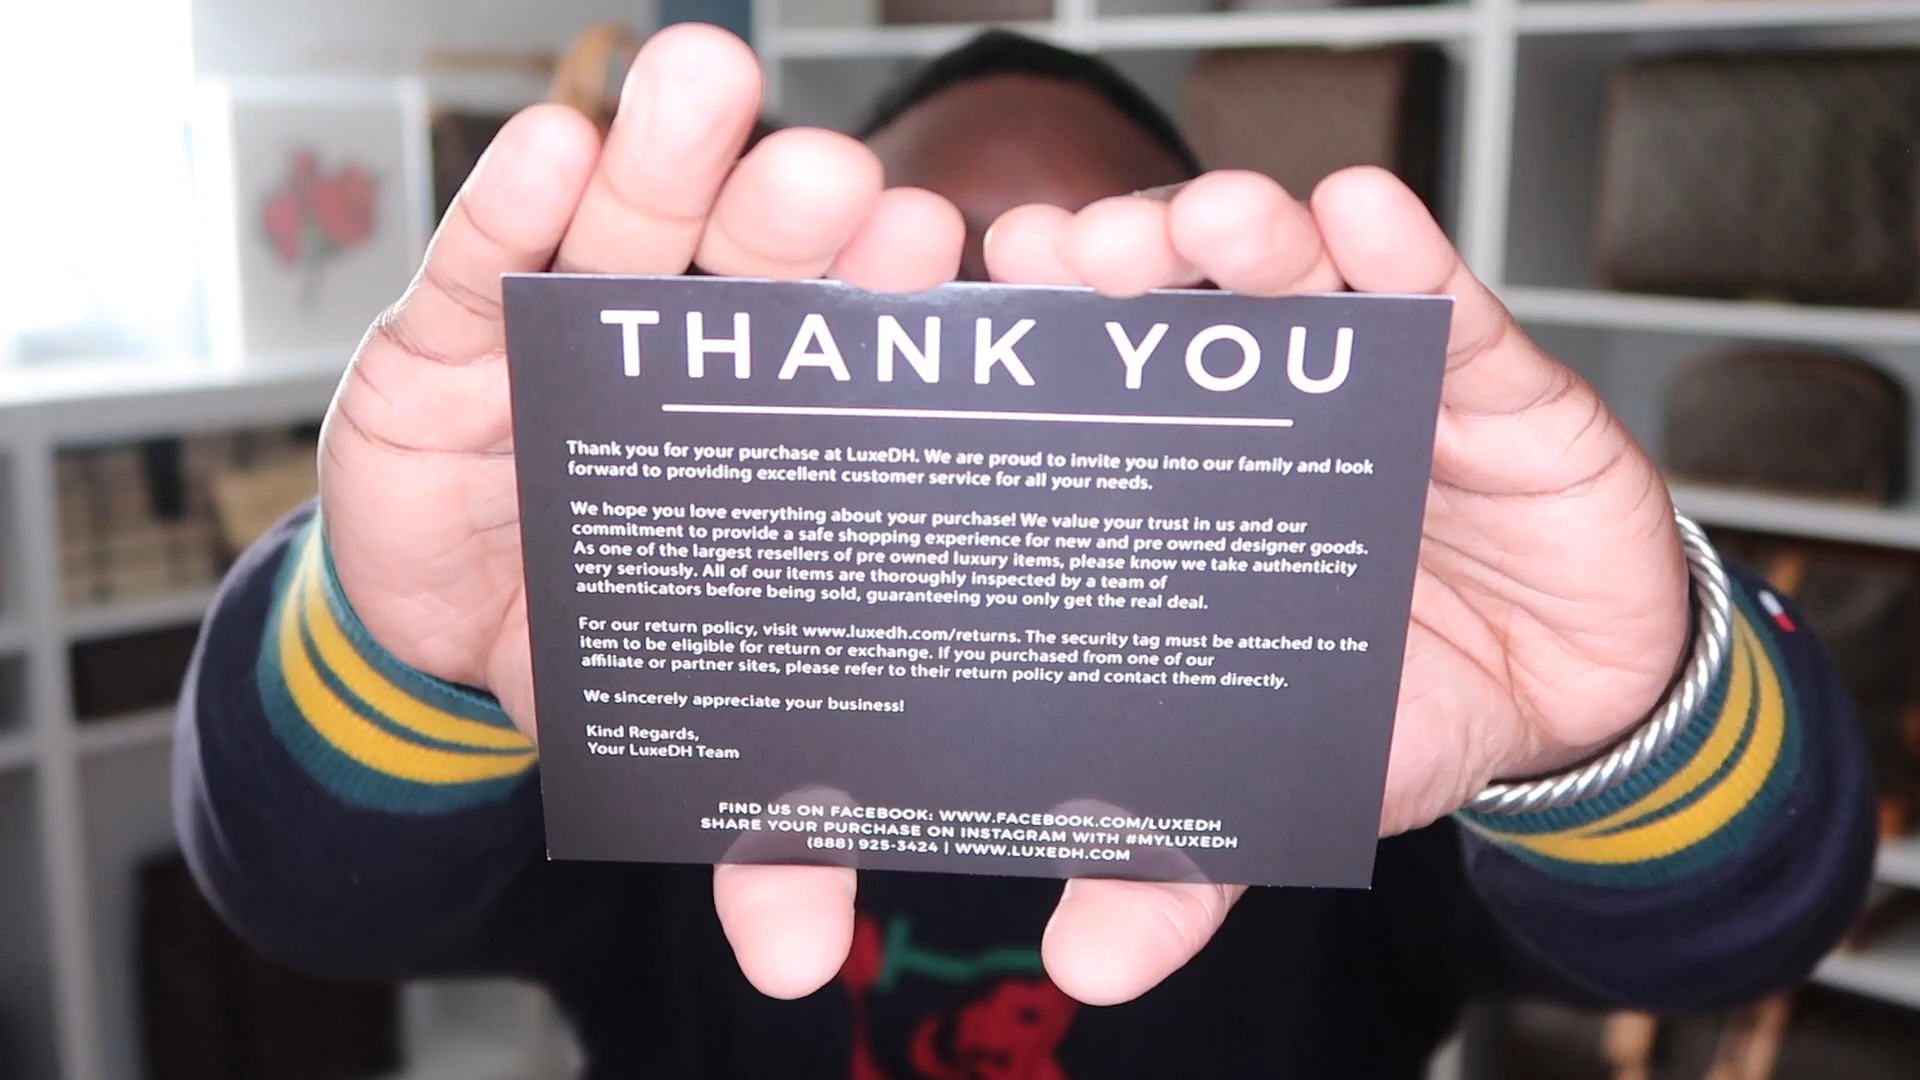 THANK YOU
Thank you for your purchase at LuxeDH. We are proud to invite you into our family and look
forward to providing excellent customer service for all your needs.
We hope you love everything about your purchase! We value your trust in us and our
commitment to provide a safe shopping experience for new and pre owned designer goods.
As one of the largest resellers of pre owned luxury items, please know we take authenticity
very seriously. All of our items are thoroughly inspected by a team of
authenticators before being sold, guaranteeing you only get the real deal.
For our return policy, visit www.luxedh.com/returns. The security tag must be attached to the
item to be eligible for return or exchange. If you purchased from one of our
affiliate or partner sites, please refer to their return policy and contact them directly.
We sincerely appreciate your business!
Kind Regards,
Your LuxeDH Team
FIND US ON FACEBOOK: WWW.FACEBOOK.COM/LUXEDH
SHARE YOUR PURCHASE ON INSTAGRAM WITH #MYLUXEDH
(888) 925-3424 | WWW.LUXEDH.COM